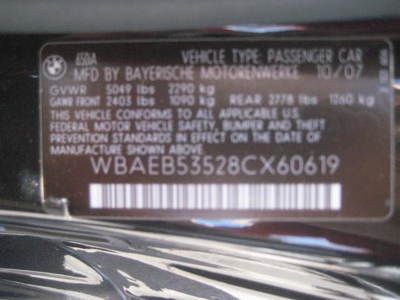 650iA VEHICLE TYPE: PASSENGER CAR
MFD BY BAYERISCHE MOTORENWERKE 10/07
GVWR 5049 lbs 2290 kg
GAWR FRONT 2403 lbs 1090 kg REAR 2778 lbs 1260 kg
THIS VEHICLE CONFORMS TO ALL APPLICABLE
FEDERAL MOTOR VEHICLE SAFETY, BUMPER AND THEFT
PREVENTION STANDARDS IN EFFECT ON THE DATE OF
MANUFACTURE SHOWN ABOVE.
WBAEB53528CX60619